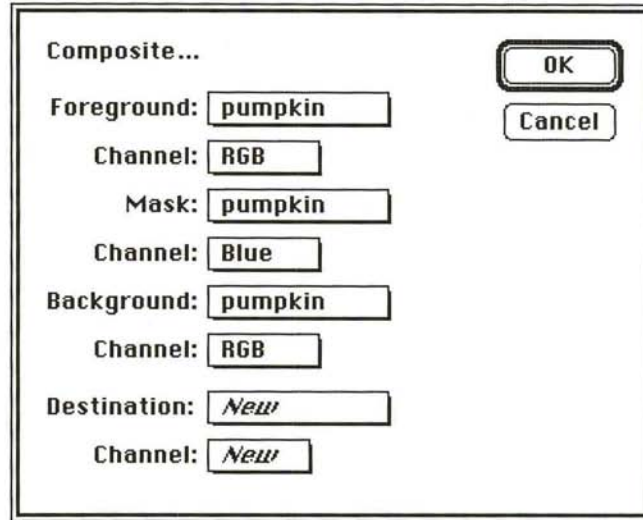 Composite...
OK
Foreground: pumpkin
Cancel
Channel: RGB
Mask: pumpkin
Channel: Blue
Background: pumpkin
Channel: RGB
Destination: New
Channel: New